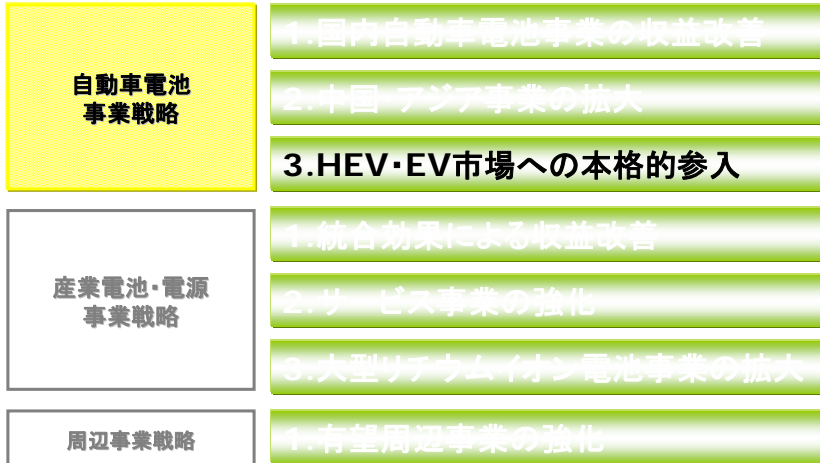 自動車電池
事業戦略
1.国内自動車電池事業の収益改善
2.中国・アジア事業の拡大
3.HEV・EV市場への本格的参入
産業電池・電源
事業戦略
1.統合効果による収益改善
2.サービス事業の強化
3.大型リチウムイオン電池事業の拡大
周辺事業戦略
1.有望周辺事業の強化